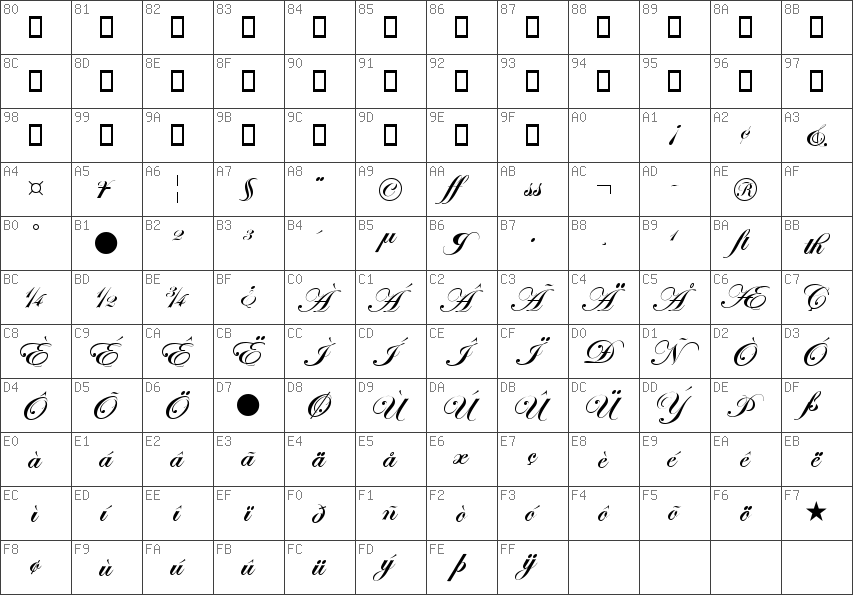 80 81 82 83 84 85 86 87 88 89 8A 8B
8C 8D 8E 8F 90 91 92 93 94 95 96 97
98 99 9A 9B 9C 9D 9E 9F A0 A1 A2 A3
¡ ¢ £
A4 A5 A6 A7 A8 A9 AA AB AC AD AE AF
¤ ¥ ¦ § ¨ © ff ss ¬ - ®
B0 B1 B2 B3 B4 B5 B6 B7 B8 B9 BA BB
° ● ² ³ ´ µ · ¹ th
BC BD BE BF C0 C1 C2 C3 C4 C5 C6 C7
¼ ½ ¾ ¿ À Á Â Ã Ä Å Æ Ç
C8 C9 CA CB CC CD CE CF D0 D1 D2 D3
È É Ê Ë Ì Í Î Ï Ð Ñ Ò Ó
D4 D5 D6 D7 D8 D9 DA DB DC DD DE DF
Ô Õ Ö ● Ø Ù Ú Û Ü Ý Þ ß
E0 E1 E2 E3 E4 E5 E6 E7 E8 E9 EA EB
à á â ã ä å æ ç è é ê ë
EC ED EE EF F0 F1 F2 F3 F4 F5 F6 F7
ì í î ï ð ñ ò ó ô õ ö ★
F8 F9 FA FB FC FD FE FF
ø ù ú û ü ý þ ÿ